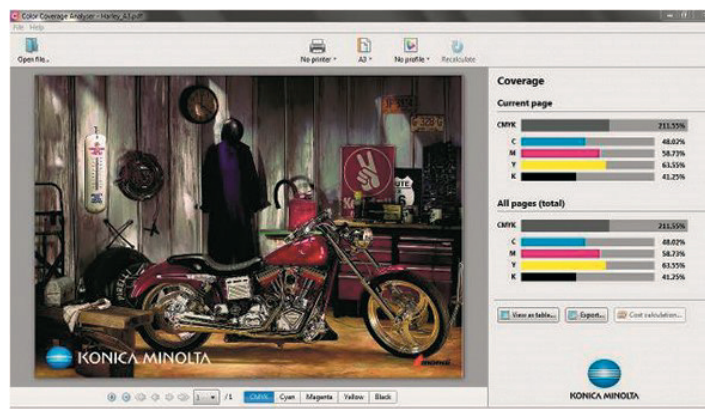 Color Coverage Analyser - Harley_A3.pdf
File Help
Open file...
No printer
A3
No profile
Recalculate
Coverage
Current page
CMYK 211.55%
C 48.02%
M 58.73%
Y 63.55%
K 41.25%
All pages (total)
CMYK 211.55%
C 48.02%
M 58.73%
Y 63.55%
K 41.25%
View as table...
Export...
Cost calculation...
KONICA MINOLTA
KONICA MINOLTA
1 /1
CMYK Cyan Magenta Yellow Black